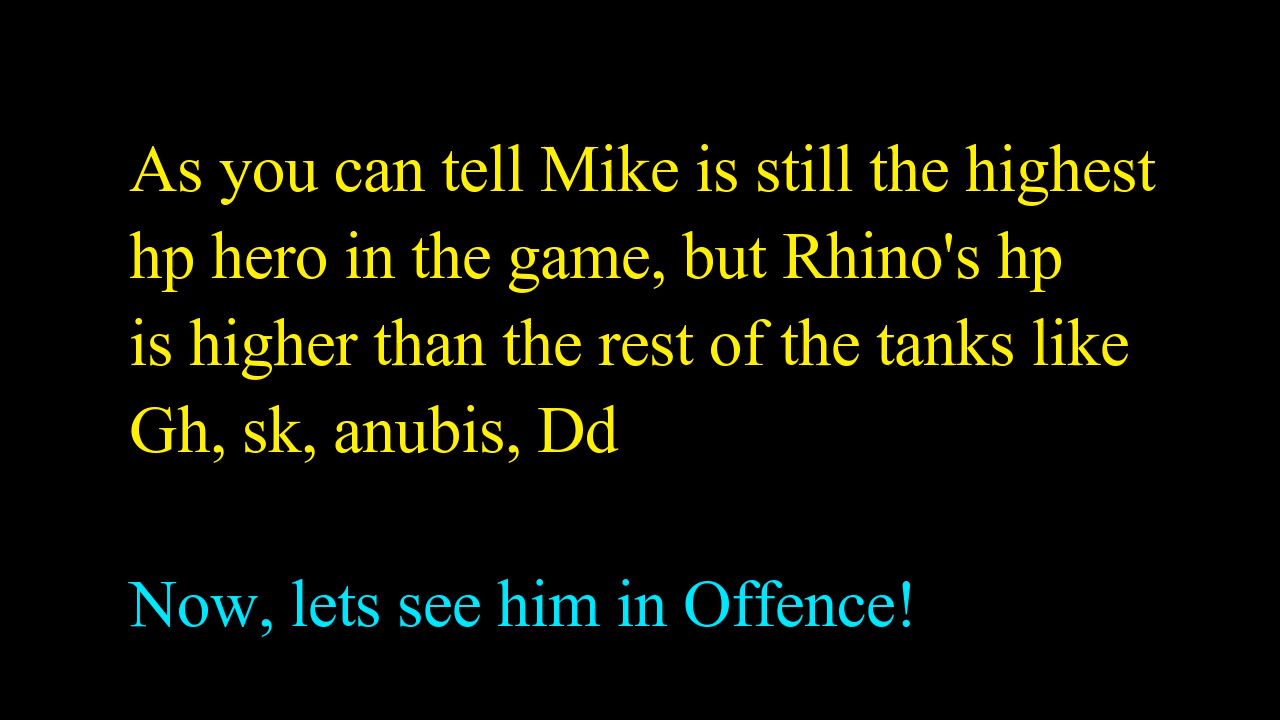 As you can tell Mike is still the highest
hp hero in the game, but Rhino's hp
is higher than the rest of the tanks like
Gh, sk, anubis, Dd
Now, lets see him in Offence!